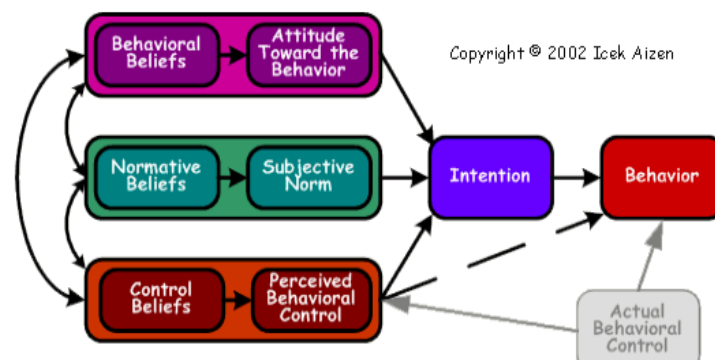 Behavioral
Beliefs
Attitude
Toward the
Behavior
Copyright © 2002 Icek Aizen
Normative
Beliefs
Subjective
Norm
Intention
Behavior
Control
Beliefs
Perceived
Behavioral
Control
Actual
Behavioral
Control